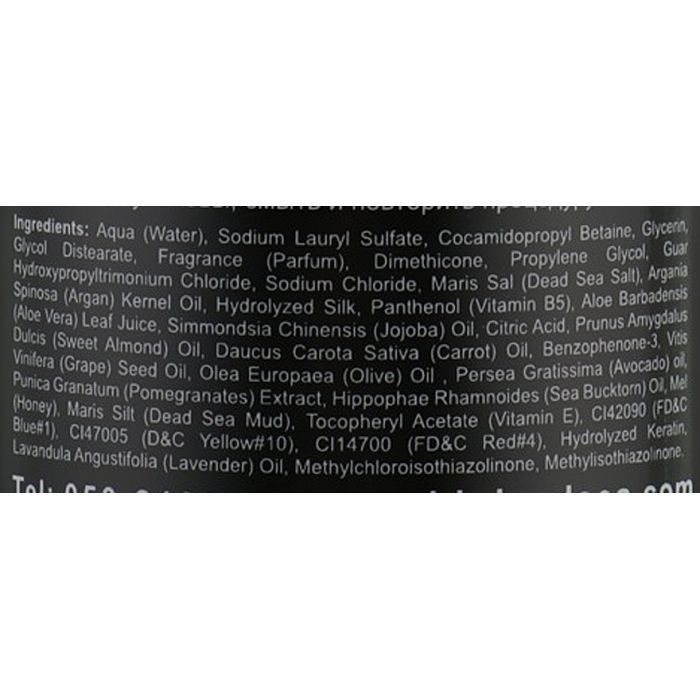 смыть и повторить
Ingredients: Aqua (Water), Sodium Lauryl Sulfate, Cocamidopropyl Betaine, Glycerin,
Glycol Distearate, Fragrance (Parfum), Dimethicone, Propylene Glycol, Guar
Hydroxypropyltrimonium Chloride, Sodium Chloride, Maris Sal (Dead Sea Salt), Argania
Spinosa (Argan) Kernel Oil, Hydrolyzed Silk, Panthenol (Vitamin B5), Aloe Barbadensis
(Aloe Vera) Leaf Juice, Simmondsia Chinensis (Jojoba) Oil, Citric Acid, Prunus Amygdalus
Dulcis (Sweet Almond) Oil, Daucus Carota Sativa (Carrot) Oil, Benzophenone-3, Vitis
Vinifera (Grape) Seed Oil, Olea Europaea (Olive) Oil , Persea Gratissima (Avocado) oil,
Punica Granatum (Pomegranates) Extract, Hippophae Rhamnoides (Sea Bucktorn) Oil, Mel
(Honey), Maris Silt (Dead Sea Mud), Tocopheryl Acetate (Vitamin E), CI42090 (FD&C
Blue#1), CI47005 (D&C Yellow#10), CI14700 (FD&C Red#4), Hydrolyzed Keratin,
Lavandula Angustifolia (Lavender) Oil, Methylchloroisothiazolinone, Methylisothiazolinone.
Tel: